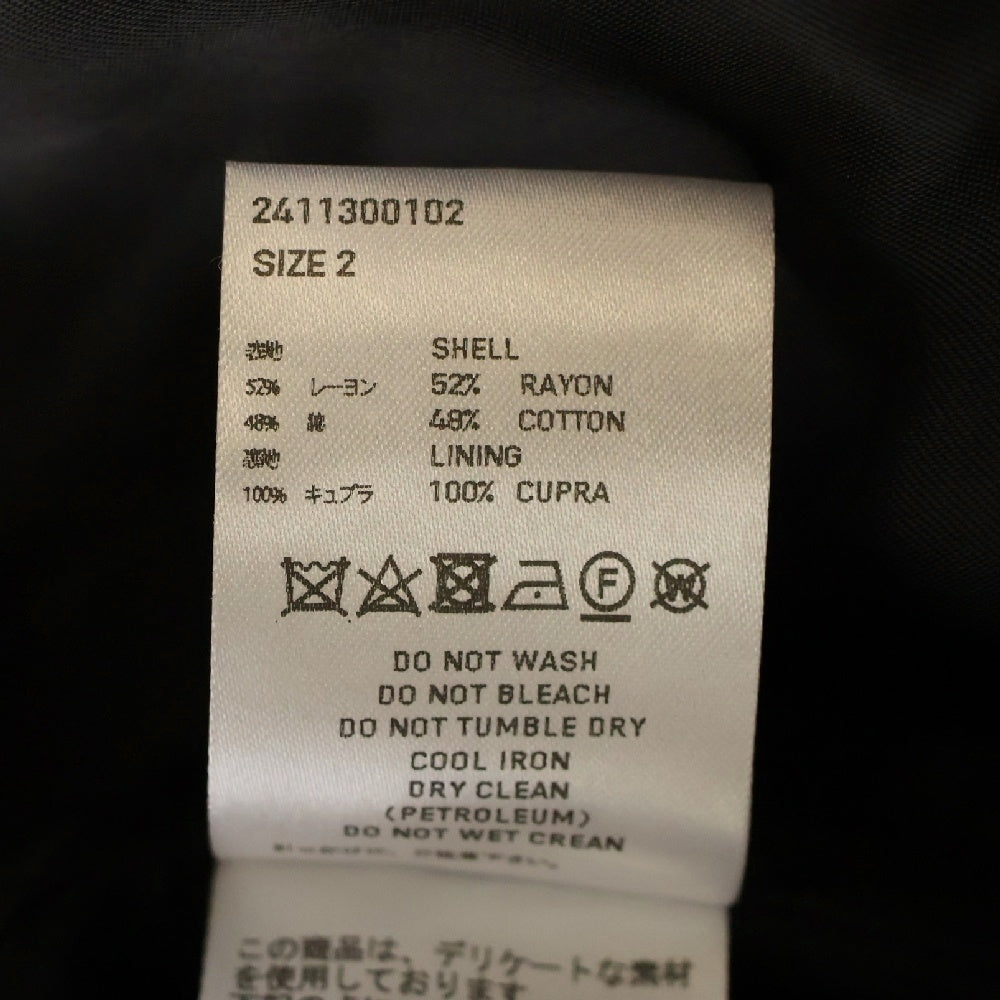 2411300102
SIZE 2
表地 SHELL
52% レーヨン 52% RAYON
48% 綿 48% COTTON
裏地 LINING
100% キュプラ 100% CUPRA
F W
DO NOT WASH
DO NOT BLEACH
DO NOT TUMBLE DRY
COOL IRON
DRY CLEAN
(PETROLEUM)
DO NOT WET CREAN
この商品は、デリケートな素材
を使用しております